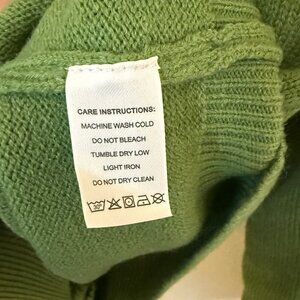 CARE INSTRUCTIONS:
MACHINE WASH COLD
DO NOT BLEACH
TUMBLE DRY LOW
LIGHT IRON
DO NOT DRY CLEAN